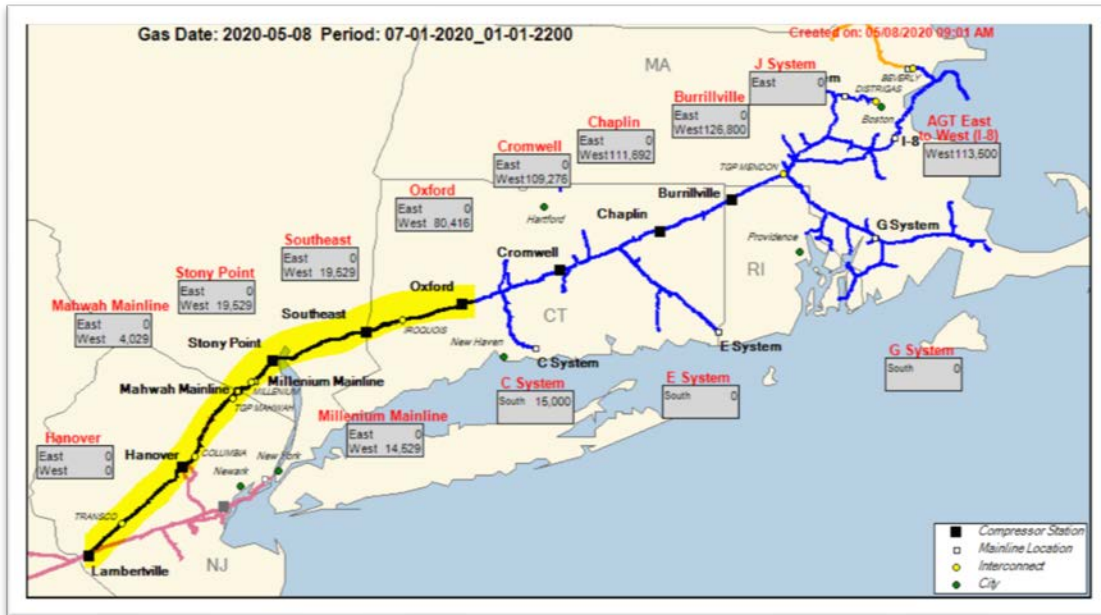 Gas Date: 2020-05-08 Period: 07-01-2020_01-01-2200
Created on: 05/08/2020 09:01 AM
MA
J System
East 0
BEVERLY
DISTRIGAS
Boston
Burrillville
East 0
West 126,800
AGT East
to West (I-8)
West 113,500
I-8
Chaplin
East 0
West 111,692
Cromwell
East 0
West 109,276
TGP MENDON
Oxford
East 0
West 80,416
Hartford
Burrillville
Chaplin
G System
Southeast
East 0
West 19,529
Cromwell
Providence
RI
Stony Point
East 0
West 19,529
Oxford
Mahwah Mainline
East 0
West 4,029
Southeast
IROQUOIS
CT
Stony Point
New Haven
C System
E System
G System
South 0
Mahwah Mainline
Millenium Mainline
MILLENIUM
TGP MAHWAH
C System
South 15,000
E System
South 0
Millenium Mainline
East 0
West 14,529
Hanover
East 0
West 0
Hanover
COLUMBIA
New York
Newark
TRANSCO
Lambertville
NJ
Compressor Station
Mainline Location
Interconnect
City